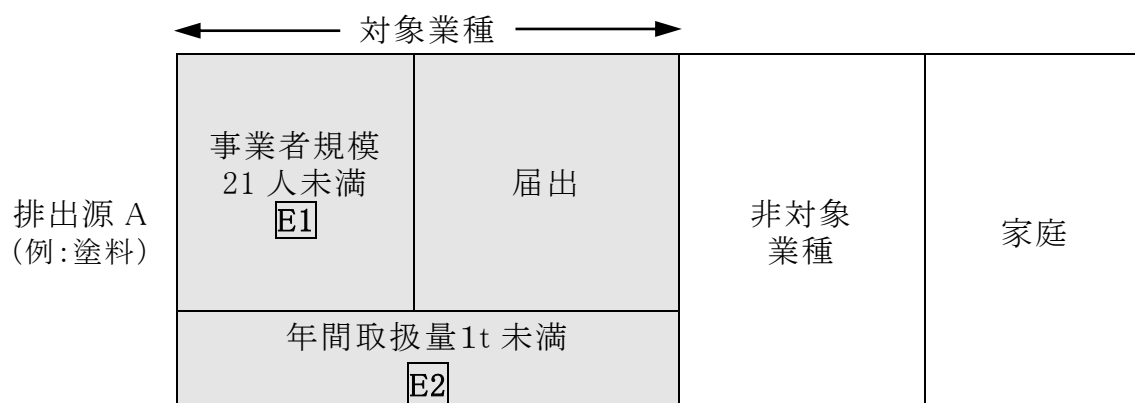 対象業種
事業者規模
21 人未満
E1
届出
排出源 A
(例:塗料)
非対象
業種
家庭
年間取扱量1t 未満
E2